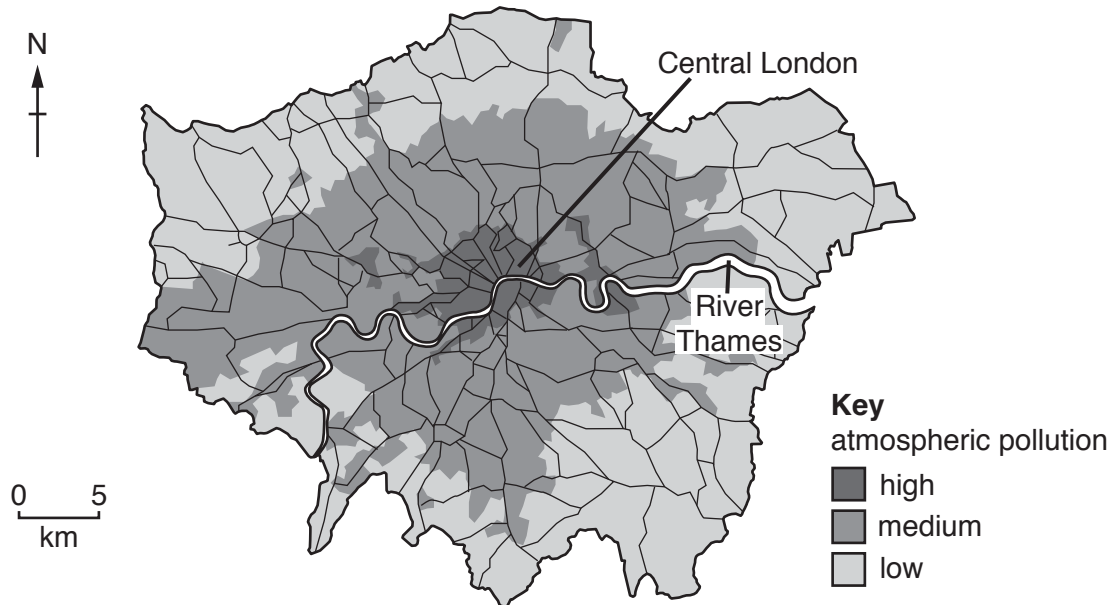 N
Central London
River
Thames
Key
atmospheric pollution
high
medium
low
0 5
km